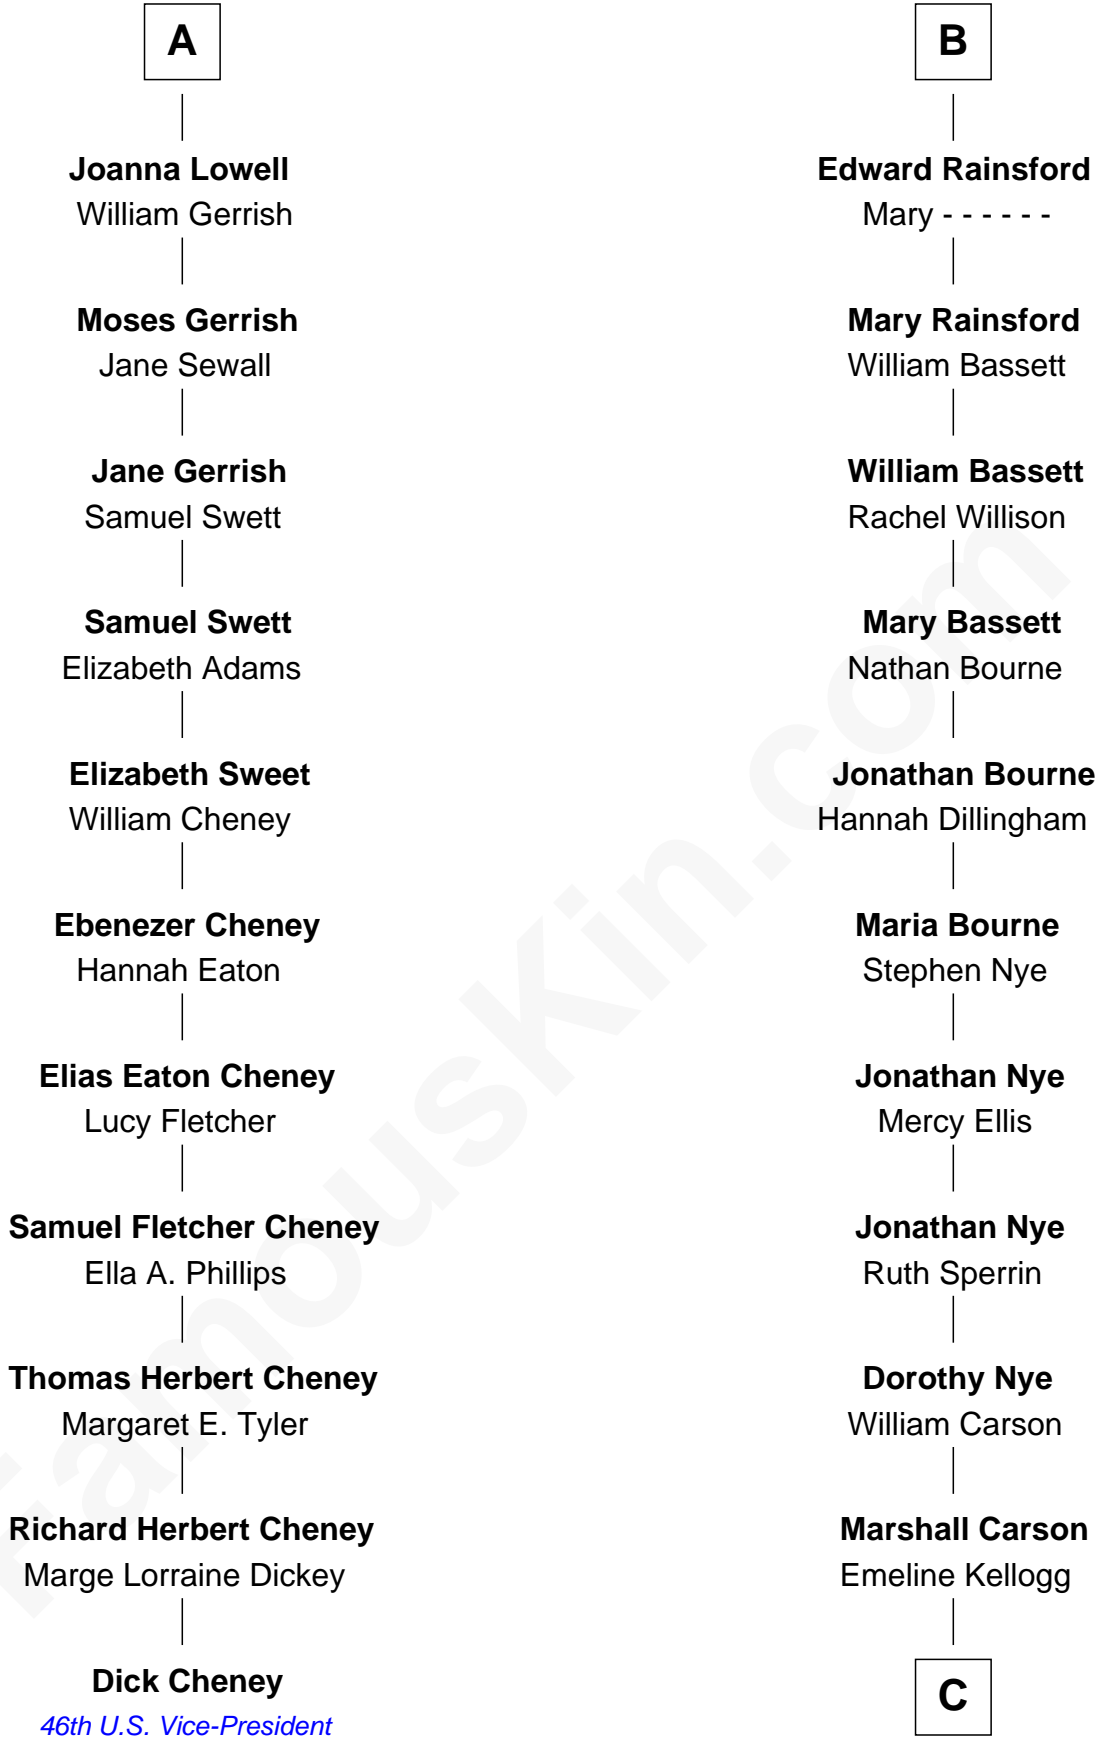 A
Joanna Lowell
William Gerrish
Moses Gerrish
Jane Sewall
Jane Gerrish
Samuel Swett
Samuel Swett
Elizabeth Adams
Elizabeth Sweet
William Cheney
Ebenezer Cheney
Hannah Eaton
Elias Eaton Cheney
Lucy Fletcher
Samuel Fletcher Cheney
Ella A. Phillips
Thomas Herbert Cheney
Margaret E. Tyler
Richard Herbert Cheney
Marge Lorraine Dickey
Dick Cheney
46th U.S. Vice-President
B
Edward Rainsford
Mary - - - - - -
Mary Rainsford
William Bassett
William Bassett
Rachel Willison
Mary Bassett
Nathan Bourne
Jonathan Bourne
Hannah Dillingham
Maria Bourne
Stephen Nye
Jonathan Nye
Mercy Ellis
Jonathan Nye
Ruth Sperrin
Dorothy Nye
William Carson
Marshall Carson
Emeline Kellogg
C
FamousKin.com